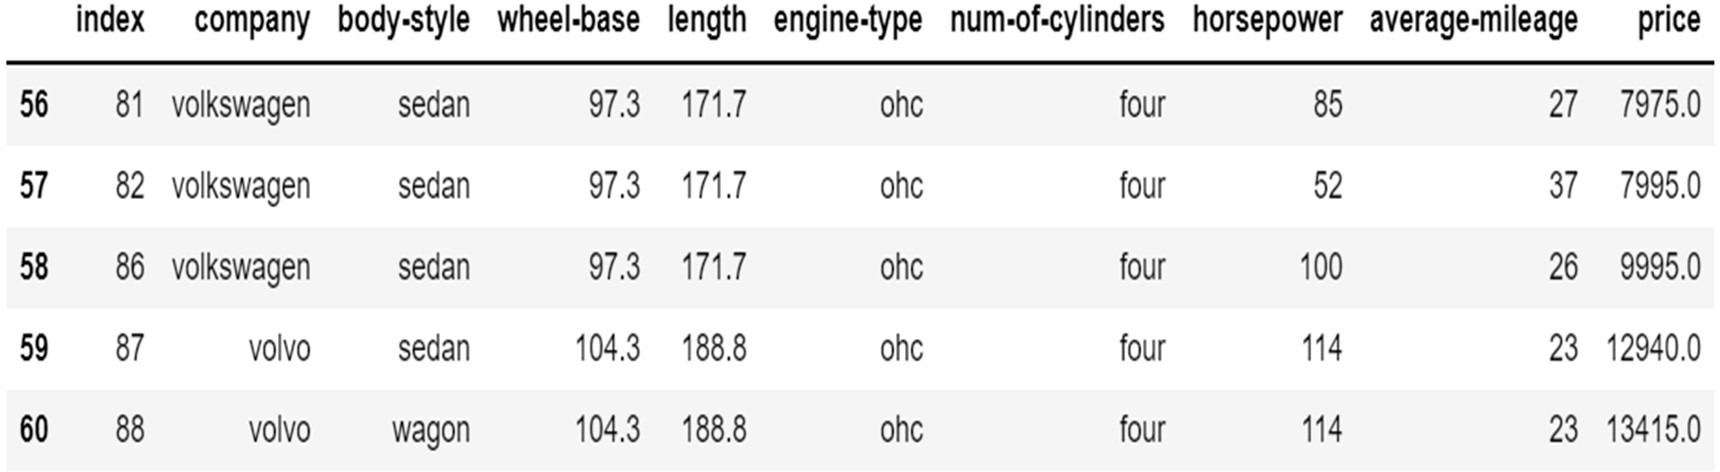 index company body-style wheel-base length engine-type num-of-cylinders horsepower average-mileage price
56 81 volkswagen sedan 97.3 171.7 ohc four 85 27 7975.0
57 82 volkswagen sedan 97.3 171.7 ohc four 52 37 7995.0
58 86 volkswagen sedan 97.3 171.7 ohc four 100 26 9995.0
59 87 volvo sedan 104.3 188.8 ohc four 114 23 12940.0
60 88 volvo wagon 104.3 188.8 ohc four 114 23 13415.0